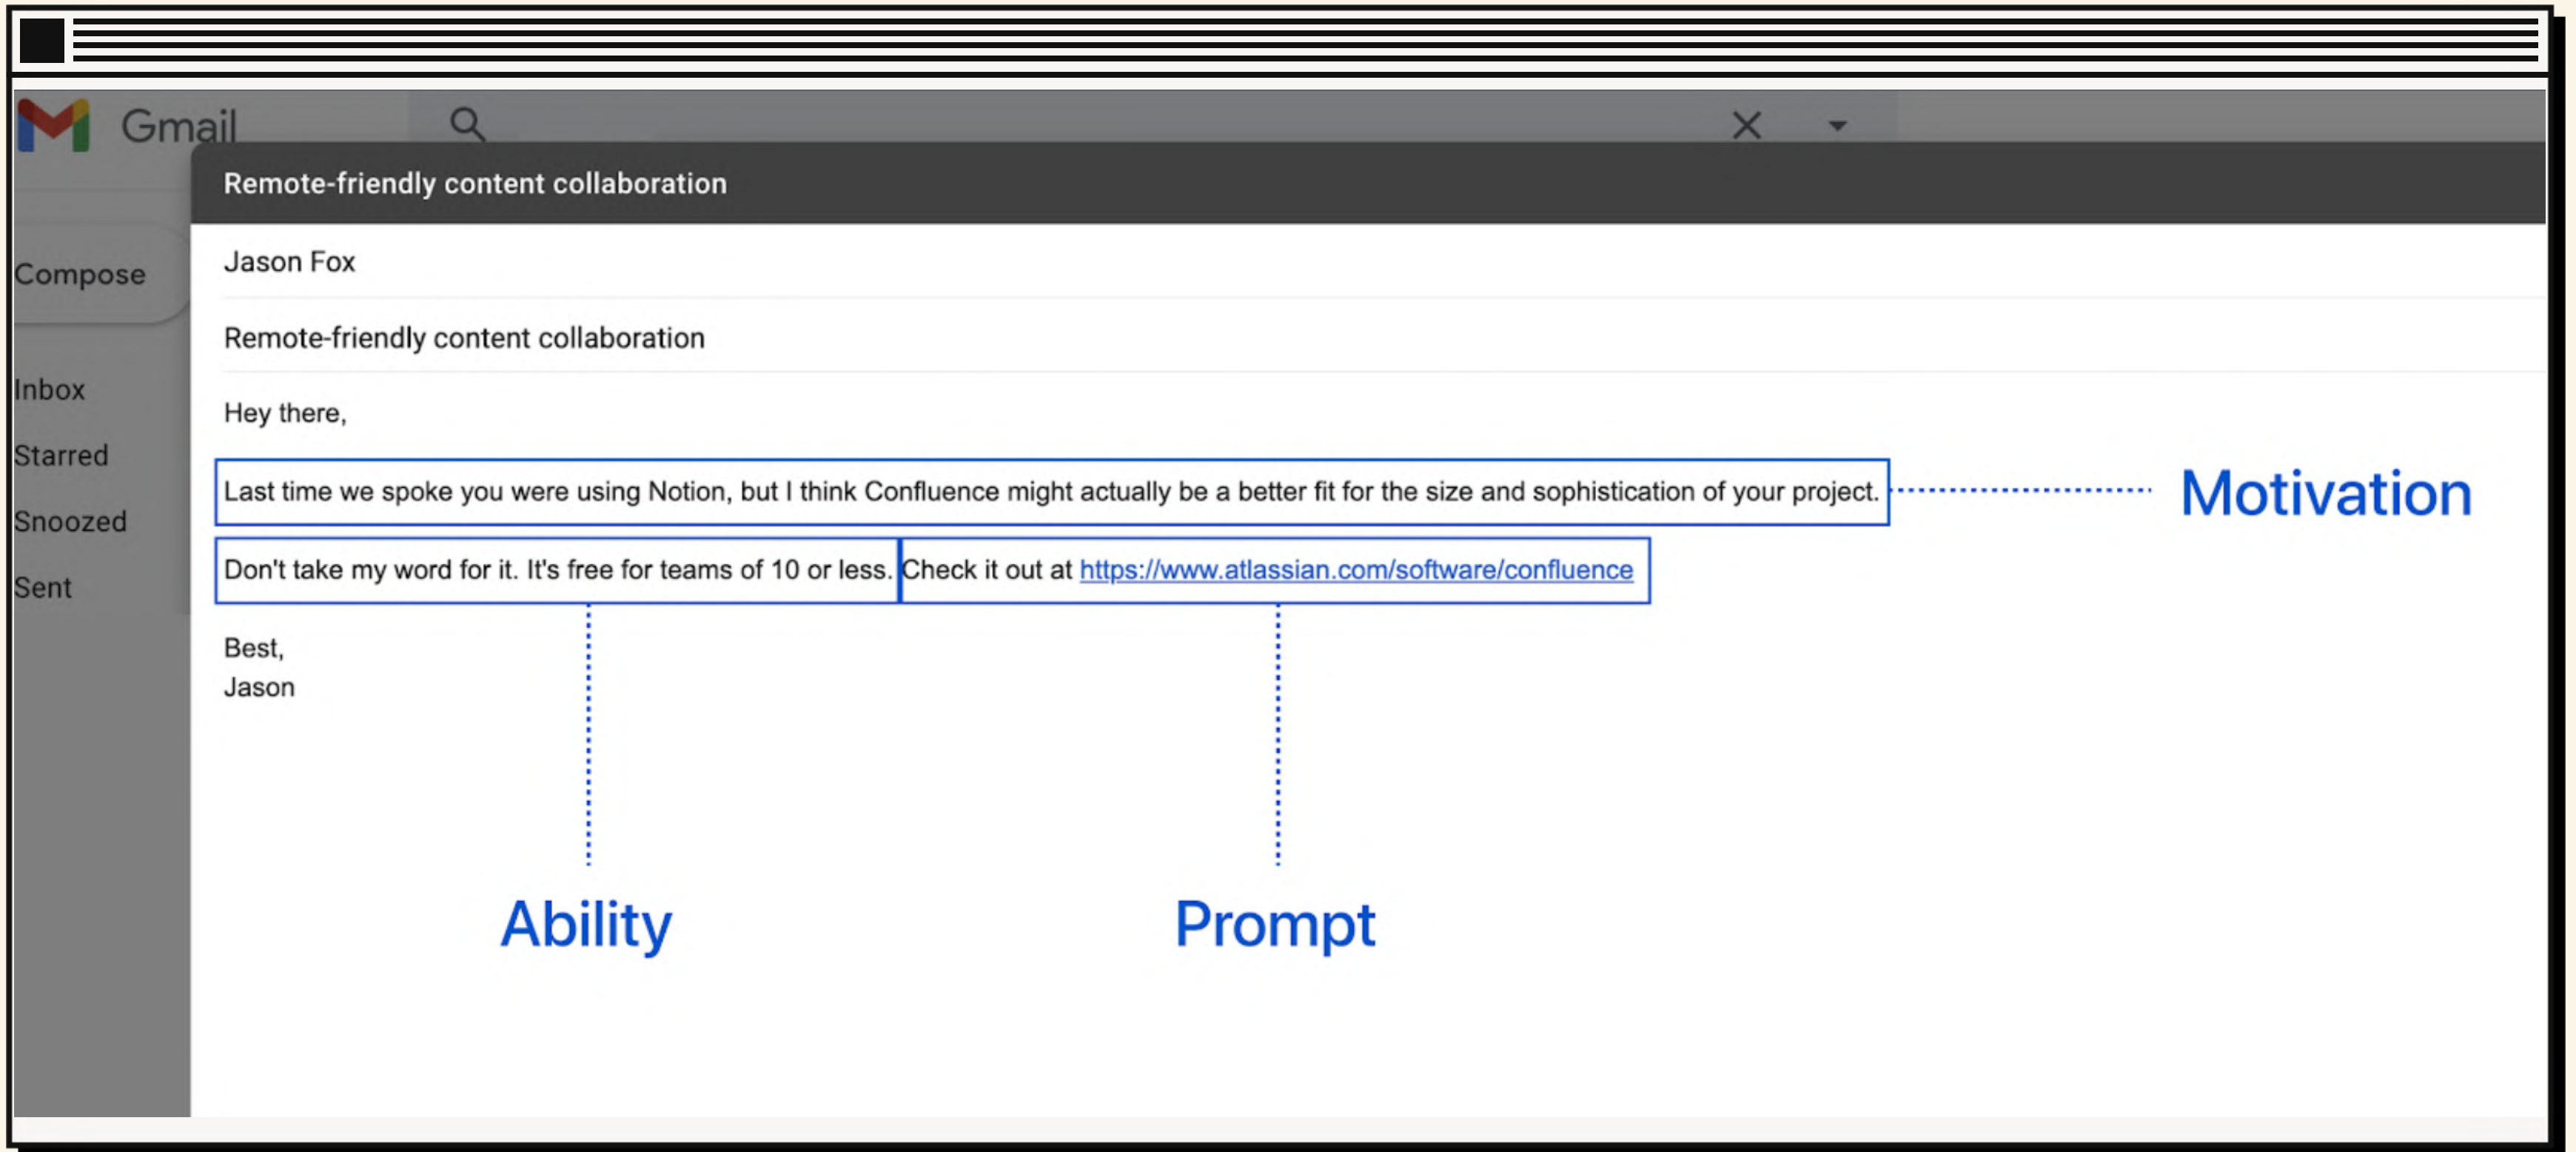 Gmail
Remote-friendly content collaboration
Compose
Inbox
Starred
Snoozed
Sent
Jason Fox
Remote-friendly content collaboration
Hey there,
Last time we spoke you were using Notion, but I think Confluence might actually be a better fit for the size and sophistication of your project.
Motivation
Don't take my word for it. It's free for teams of 10 or less. Check it out at https://www.atlassian.com/software/confluence
Best,
Jason
Ability
Prompt